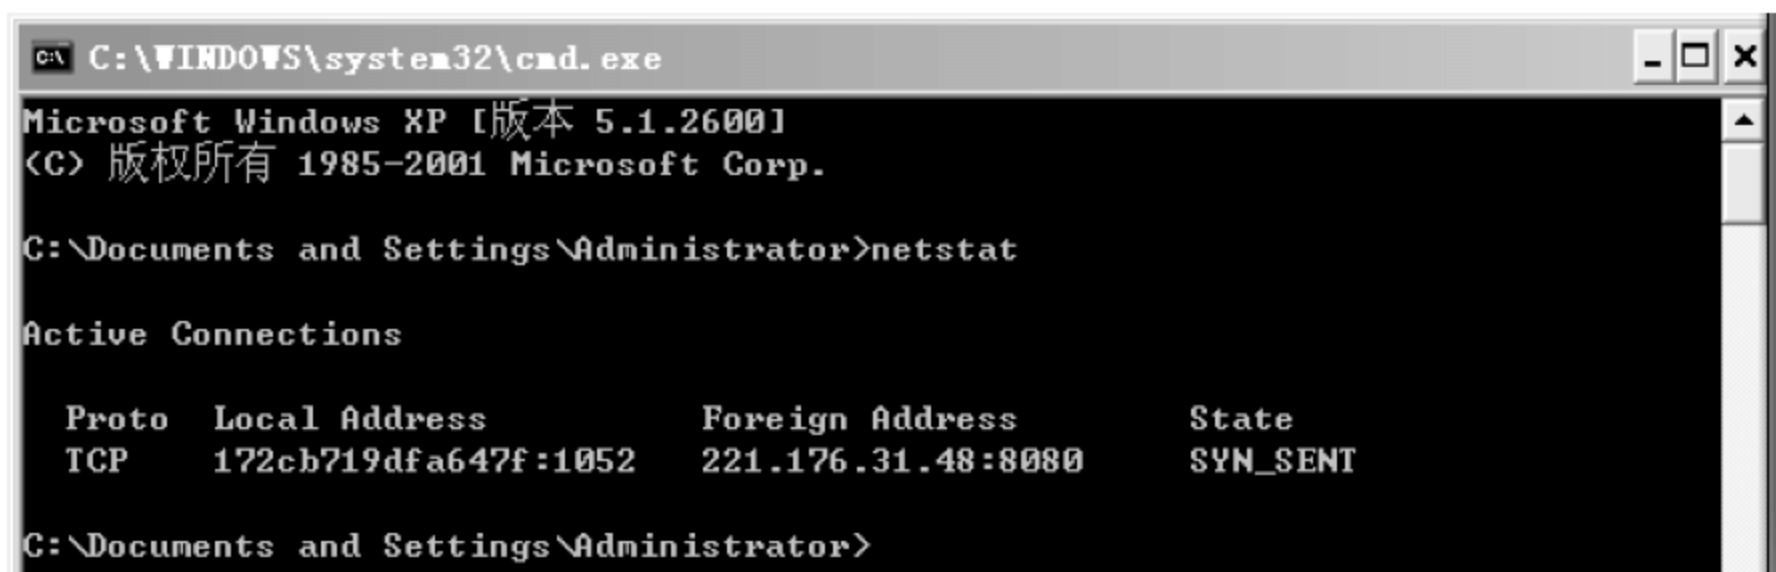 C:\WINDOWS\system32\cmd.exe
Microsoft Windows XP [版本 5.1.2600]
(C) 版权所有 1985-2001 Microsoft Corp.
C:\Documents and Settings\Administrator>netstat
Active Connections
Proto  Local Address          Foreign Address        State
TCP    172cb719dfa647f:1052   221.176.31.48:8080     SYN_SENT
C:\Documents and Settings\Administrator>